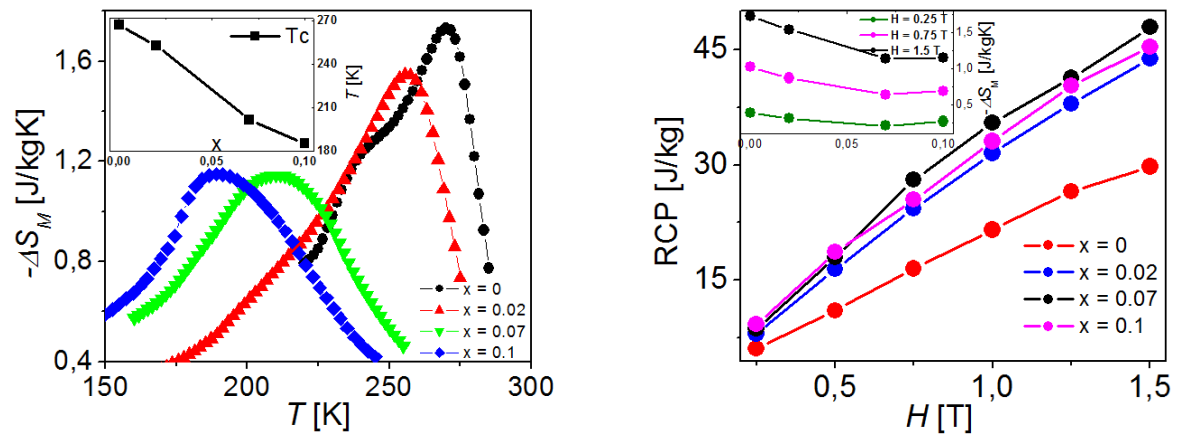 -ΔS_M [J/kgK]
1,6
1,2
0,8
0,4
150
200
250
300
T [K]
Tc
270
240
210
180
T [K]
0,00
0,05
0,10
x
x = 0
x = 0.02
x = 0.07
x = 0.1
RCP [J/kg]
45
30
15
0,5
1,0
1,5
H [T]
H = 0.25 T
H = 0.75 T
H = 1.5 T
1,5
1,0
0,5
-ΔS_M [J/kgK]
0,00
0,05
0,10
x = 0
x = 0.02
x = 0.07
x = 0.1